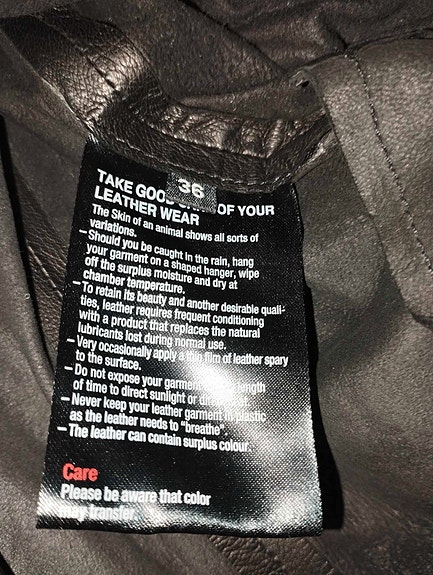 36
TAKE GOOD OF YOUR
LEATHER WEAR
The Skin of an animal shows all sorts of
variations.
– Should you be caught in the rain, hang
your garment on a shaped hanger, wipe
off the surplus moisture and dry at
chamber temperature.
– To retain its beauty and another desirable quali-
ties, leather requires frequent conditioning
with a product that replaces the natural
lubricants lost during normal use.
– Very occasionally apply a thin film of leather spary
to the surface.
– Do not expose your garment length
of time to direct sunlight or
– Never keep your leather garment in plastic
as the leather needs to "breathe".
– The leather can contain surplus colour.
Care
Please be aware that color
may transfer.